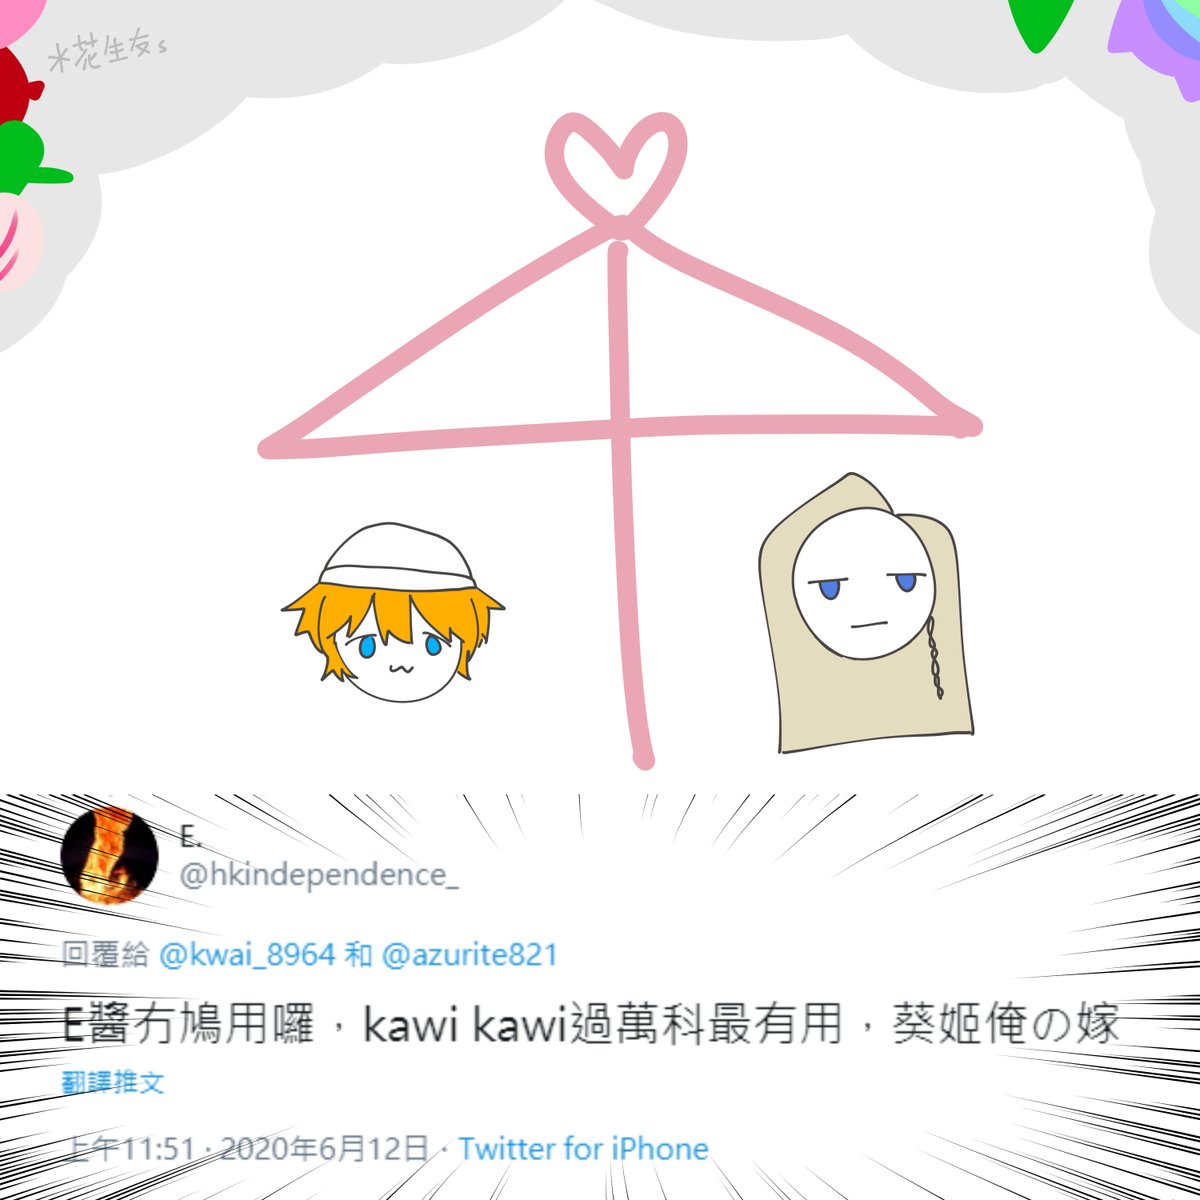 水花生友s
E.
@hkindependence_
回覆給 @kwai_8964 和 @azurite821
E醬冇鳩用囉，kawi kawi過萬科最有用，葵姬俺の嫁
翻譯推文
上午11:51 · 2020年6月12日 · Twitter for iPhone